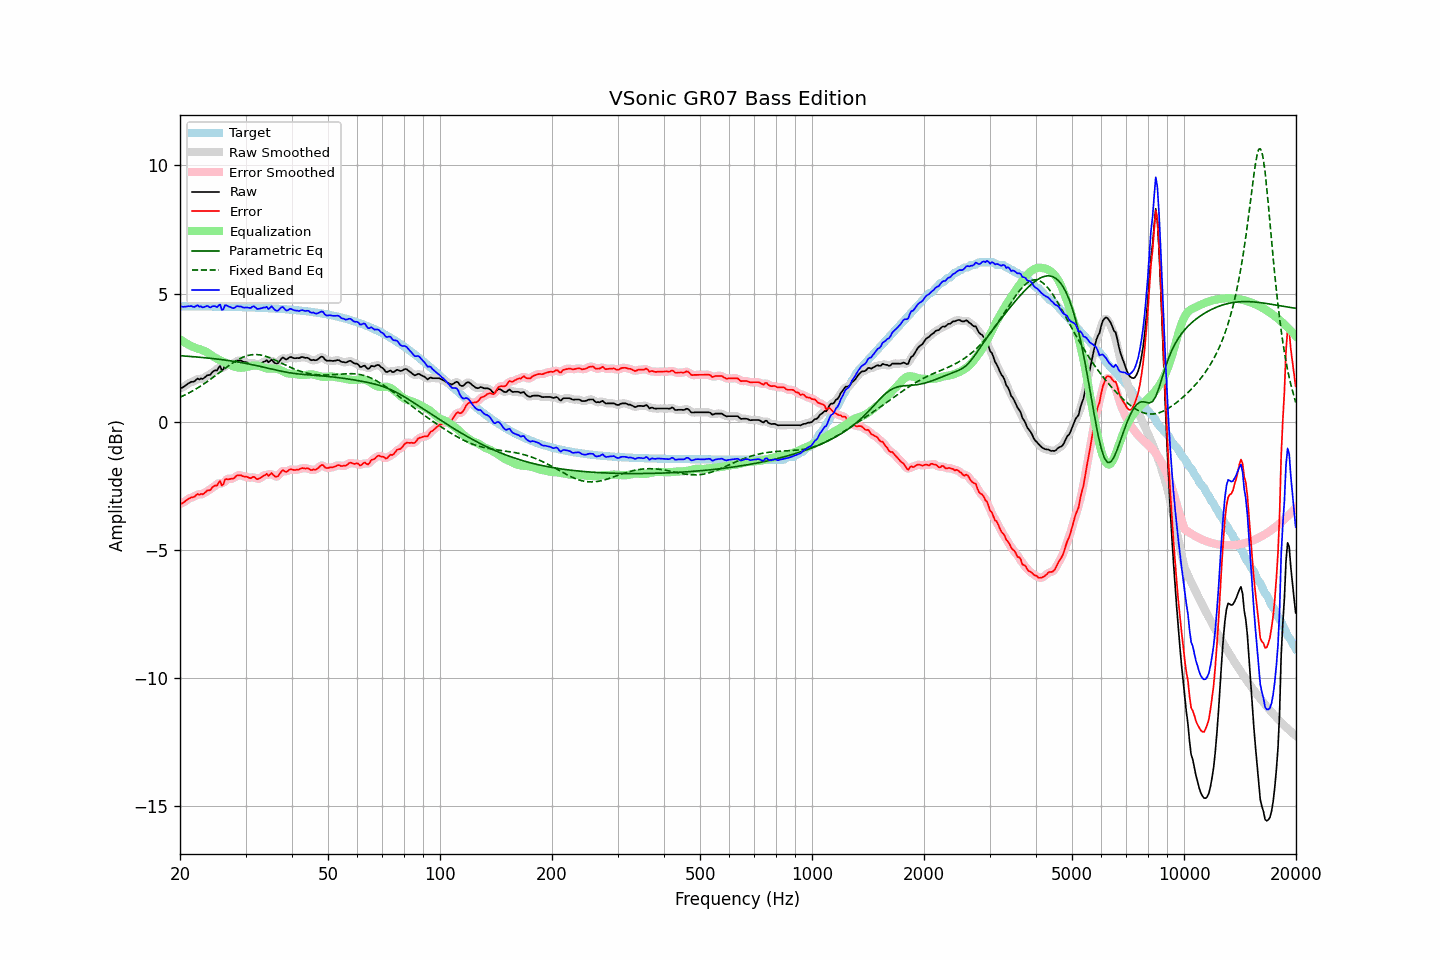 VSonic GR07 Bass Edition
Target
Raw Smoothed
Error Smoothed
Raw
Error
Equalization
Parametric Eq
Fixed Band Eq
Equalized
Amplitude (dBr)
10
5
0
−5
−10
−15
20 50 100 200 500 1000 2000 5000 10000 20000
Frequency (Hz)